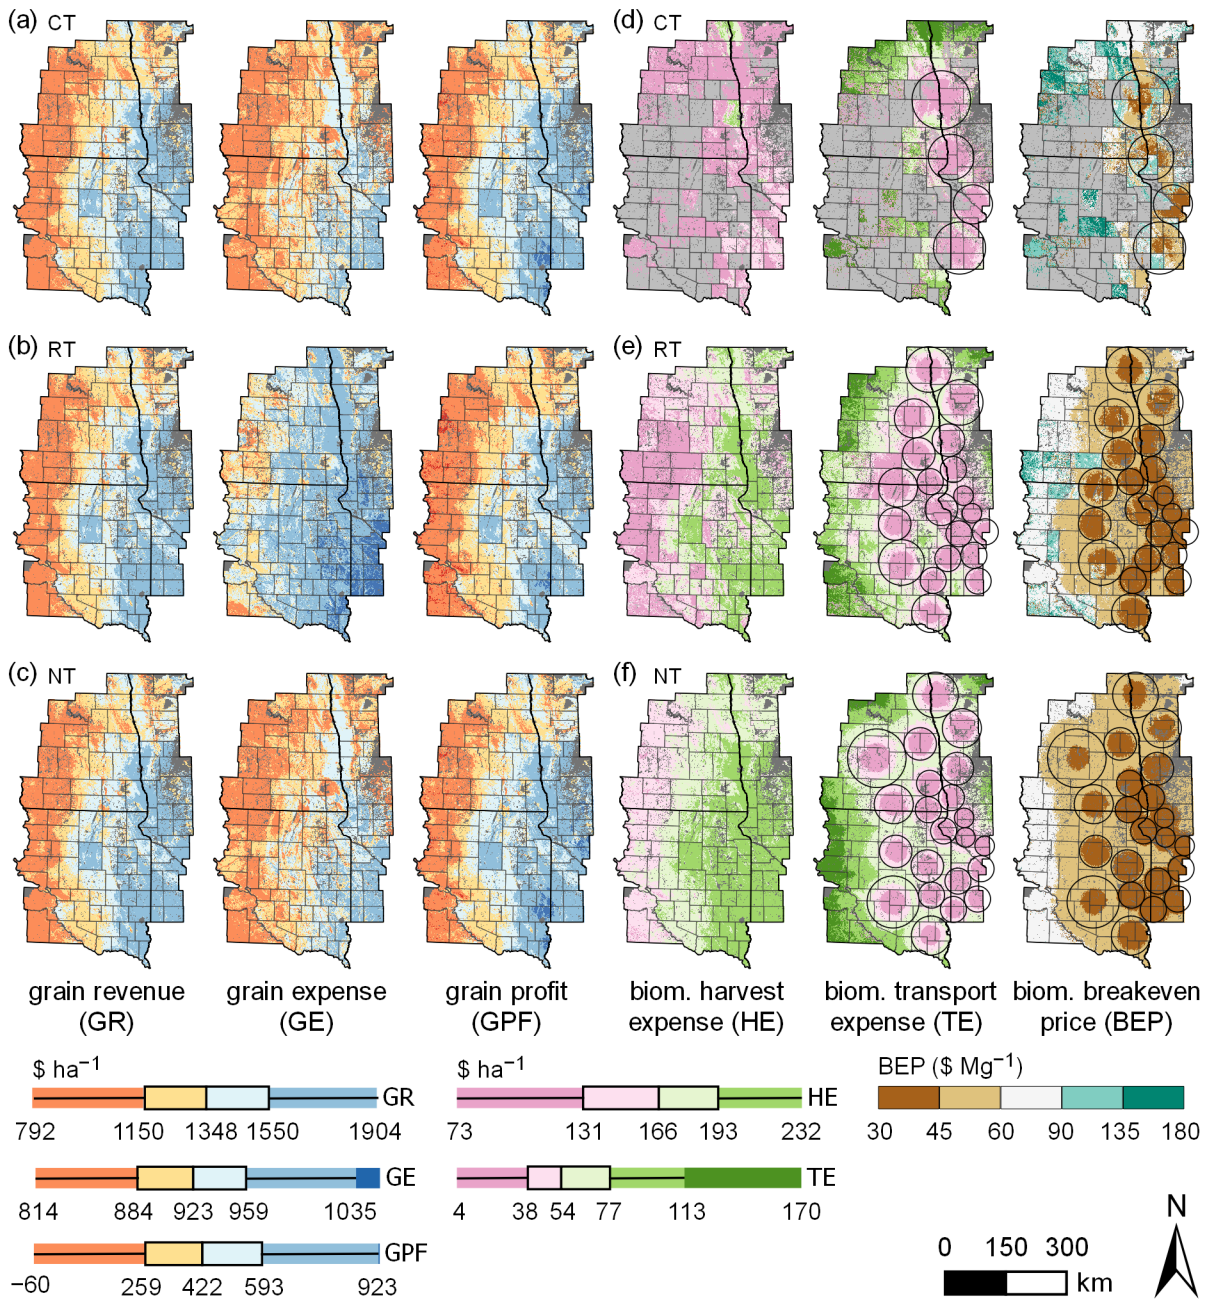 (a) CT
(d) CT
(b) RT
(e) RT
(c) NT
(f) NT
grain revenue
(GR)
grain expense
(GE)
grain profit
(GPF)
biom. harvest
expense (HE)
biom. transport
expense (TE)
biom. breakeven
price (BEP)
$ ha⁻¹
GR
792 1150 1348 1550 1904
GE
814 884 923 959 1035
GPF
−60 259 422 593 923
$ ha⁻¹
HE
73 131 166 193 232
TE
4 38 54 77 113 170
BEP ($ Mg⁻¹)
30 45 60 90 135 180
N
0 150 300
km